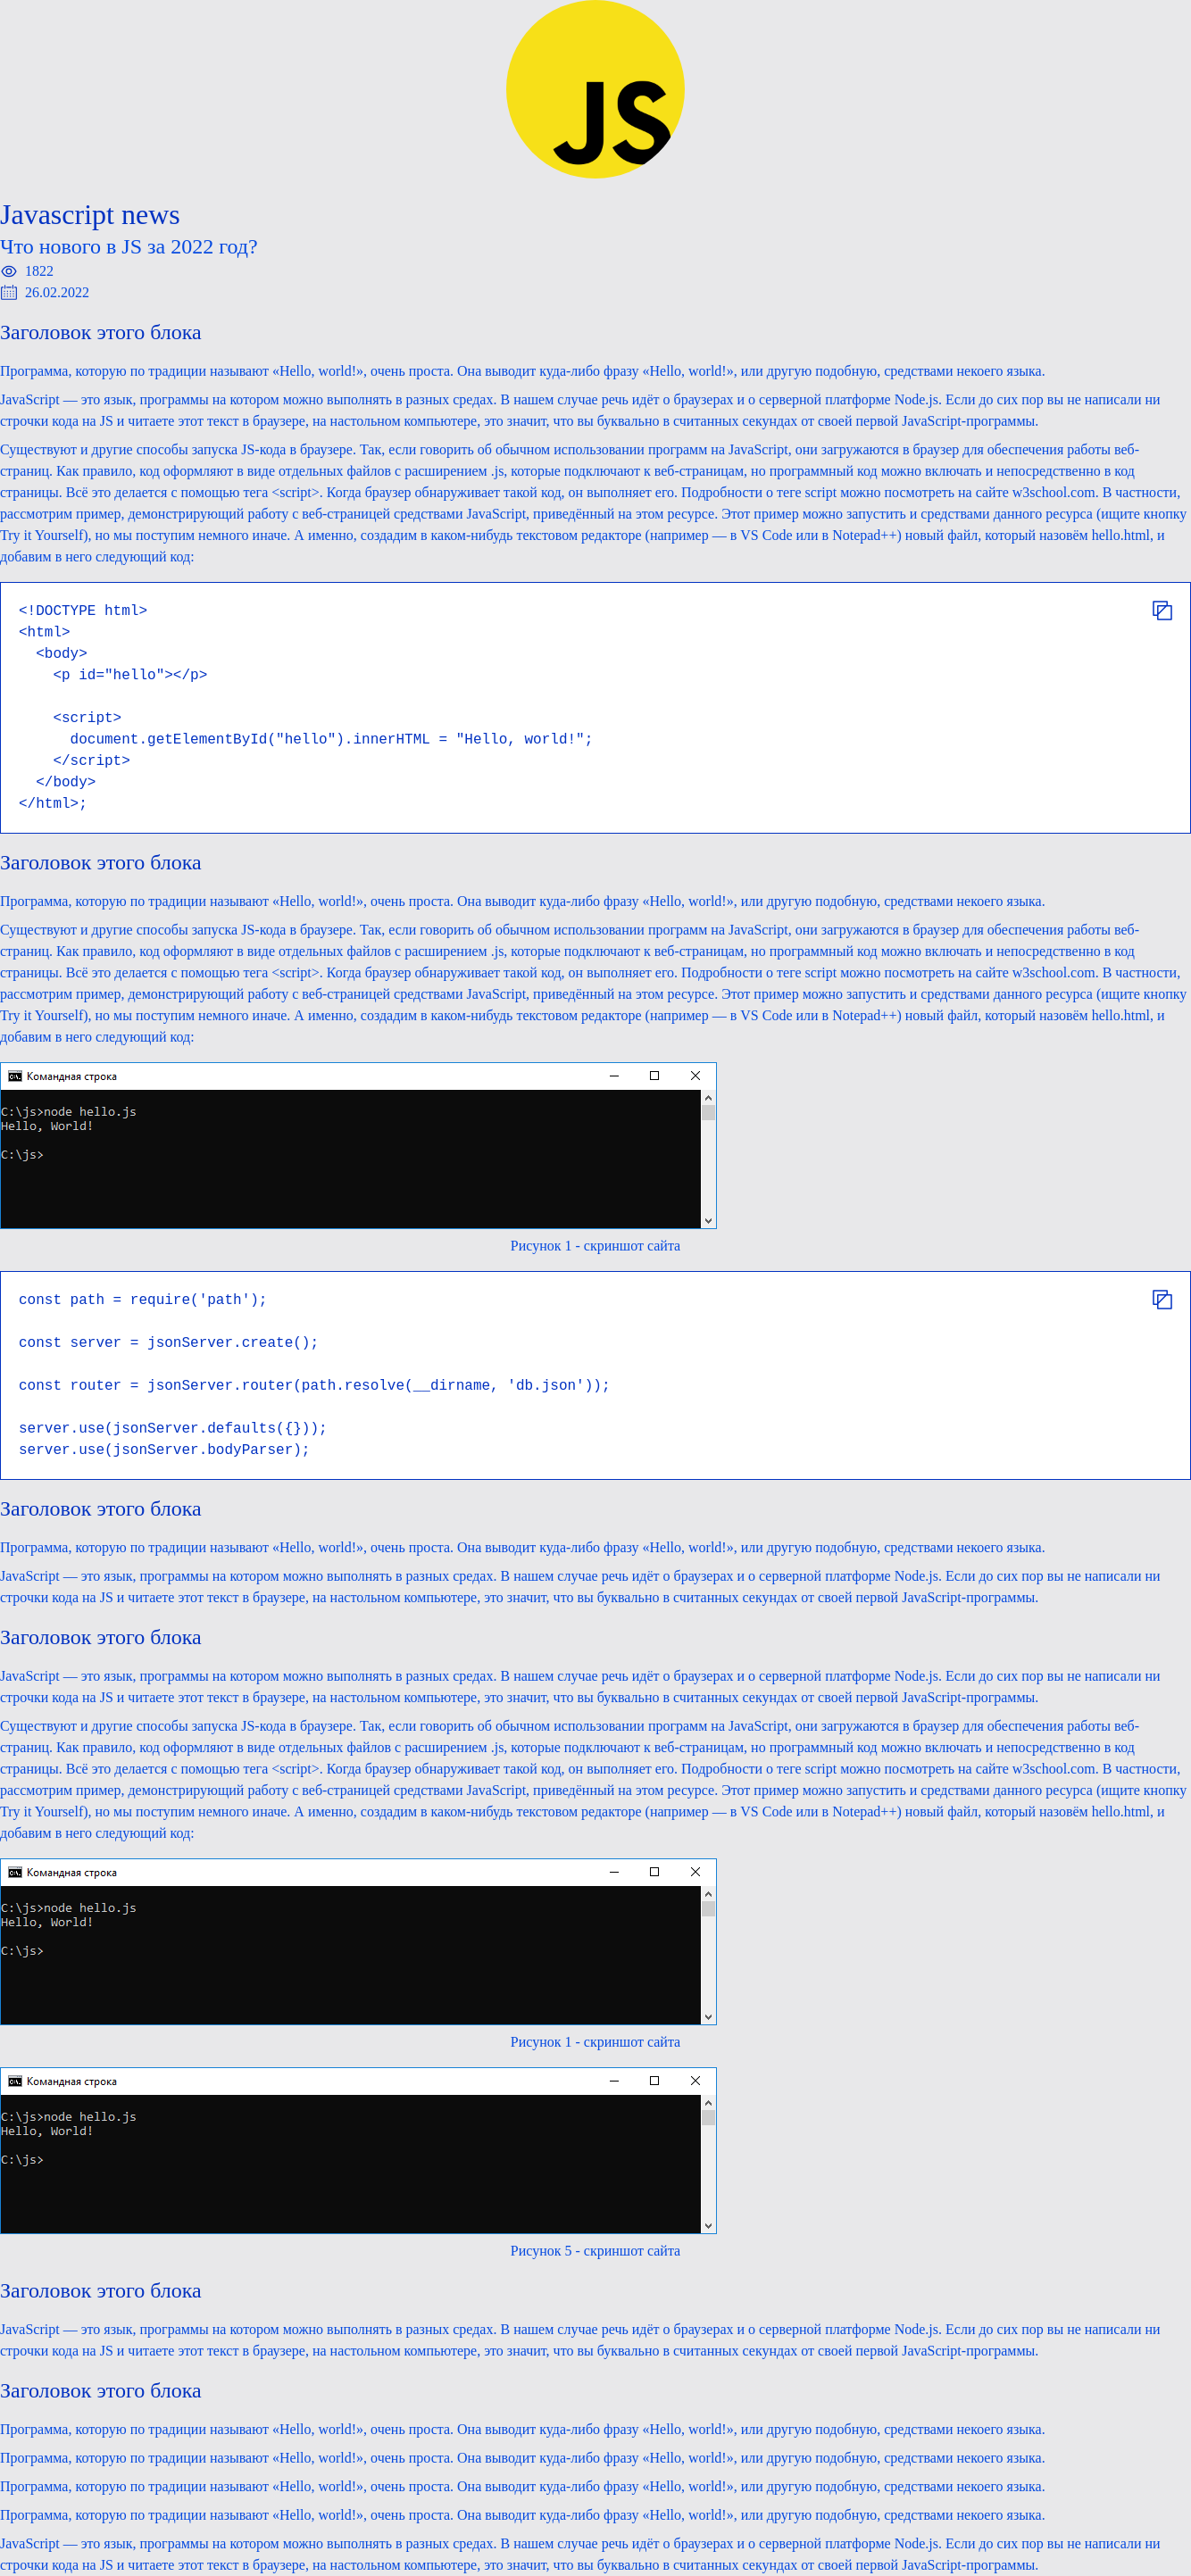 JS
Javascript news
Что нового в JS за 2022 год?
1822
26.02.2022
Заголовок этого блока
Программа, которую по традиции называют «Hello, world!», очень проста. Она выводит куда-либо фразу «Hello, world!», или другую подобную, средствами некоего языка.
JavaScript — это язык, программы на котором можно выполнять в разных средах. В нашем случае речь идёт о браузерах и о серверной платформе Node.js. Если до сих пор вы не написали ни
строчки кода на JS и читаете этот текст в браузере, на настольном компьютере, это значит, что вы буквально в считанных секундах от своей первой JavaScript-программы.
Существуют и другие способы запуска JS-кода в браузере. Так, если говорить об обычном использовании программ на JavaScript, они загружаются в браузер для обеспечения работы веб-
страниц. Как правило, код оформляют в виде отдельных файлов с расширением .js, которые подключают к веб-страницам, но программный код можно включать и непосредственно в код
страницы. Всё это делается с помощью тега <script>. Когда браузер обнаруживает такой код, он выполняет его. Подробности о теге script можно посмотреть на сайте w3school.com. В частности,
рассмотрим пример, демонстрирующий работу с веб-страницей средствами JavaScript, приведённый на этом ресурсе. Этот пример можно запустить и средствами данного ресурса (ищите кнопку
Try it Yourself), но мы поступим немного иначе. А именно, создадим в каком-нибудь текстовом редакторе (например — в VS Code или в Notepad++) новый файл, который назовём hello.html, и
добавим в него следующий код:
<!DOCTYPE html>
<html>
  <body>
    <p id="hello"></p>

    <script>
      document.getElementById("hello").innerHTML = "Hello, world!";
    </script>
  </body>
</html>;
Заголовок этого блока
Программа, которую по традиции называют «Hello, world!», очень проста. Она выводит куда-либо фразу «Hello, world!», или другую подобную, средствами некоего языка.
Существуют и другие способы запуска JS-кода в браузере. Так, если говорить об обычном использовании программ на JavaScript, они загружаются в браузер для обеспечения работы веб-
страниц. Как правило, код оформляют в виде отдельных файлов с расширением .js, которые подключают к веб-страницам, но программный код можно включать и непосредственно в код
страницы. Всё это делается с помощью тега <script>. Когда браузер обнаруживает такой код, он выполняет его. Подробности о теге script можно посмотреть на сайте w3school.com. В частности,
рассмотрим пример, демонстрирующий работу с веб-страницей средствами JavaScript, приведённый на этом ресурсе. Этот пример можно запустить и средствами данного ресурса (ищите кнопку
Try it Yourself), но мы поступим немного иначе. А именно, создадим в каком-нибудь текстовом редакторе (например — в VS Code или в Notepad++) новый файл, который назовём hello.html, и
добавим в него следующий код:
Командная строка
C:\js>node hello.js
Hello, World!
C:\js>
Рисунок 1 - скриншот сайта
const path = require('path');

const server = jsonServer.create();

const router = jsonServer.router(path.resolve(__dirname, 'db.json'));

server.use(jsonServer.defaults({}));
server.use(jsonServer.bodyParser);
Заголовок этого блока
Программа, которую по традиции называют «Hello, world!», очень проста. Она выводит куда-либо фразу «Hello, world!», или другую подобную, средствами некоего языка.
JavaScript — это язык, программы на котором можно выполнять в разных средах. В нашем случае речь идёт о браузерах и о серверной платформе Node.js. Если до сих пор вы не написали ни
строчки кода на JS и читаете этот текст в браузере, на настольном компьютере, это значит, что вы буквально в считанных секундах от своей первой JavaScript-программы.
Заголовок этого блока
JavaScript — это язык, программы на котором можно выполнять в разных средах. В нашем случае речь идёт о браузерах и о серверной платформе Node.js. Если до сих пор вы не написали ни
строчки кода на JS и читаете этот текст в браузере, на настольном компьютере, это значит, что вы буквально в считанных секундах от своей первой JavaScript-программы.
Существуют и другие способы запуска JS-кода в браузере. Так, если говорить об обычном использовании программ на JavaScript, они загружаются в браузер для обеспечения работы веб-
страниц. Как правило, код оформляют в виде отдельных файлов с расширением .js, которые подключают к веб-страницам, но программный код можно включать и непосредственно в код
страницы. Всё это делается с помощью тега <script>. Когда браузер обнаруживает такой код, он выполняет его. Подробности о теге script можно посмотреть на сайте w3school.com. В частности,
рассмотрим пример, демонстрирующий работу с веб-страницей средствами JavaScript, приведённый на этом ресурсе. Этот пример можно запустить и средствами данного ресурса (ищите кнопку
Try it Yourself), но мы поступим немного иначе. А именно, создадим в каком-нибудь текстовом редакторе (например — в VS Code или в Notepad++) новый файл, который назовём hello.html, и
добавим в него следующий код:
Командная строка
C:\js>node hello.js
Hello, World!
C:\js>
Рисунок 1 - скриншот сайта
Командная строка
C:\js>node hello.js
Hello, World!
C:\js>
Рисунок 5 - скриншот сайта
Заголовок этого блока
JavaScript — это язык, программы на котором можно выполнять в разных средах. В нашем случае речь идёт о браузерах и о серверной платформе Node.js. Если до сих пор вы не написали ни
строчки кода на JS и читаете этот текст в браузере, на настольном компьютере, это значит, что вы буквально в считанных секундах от своей первой JavaScript-программы.
Заголовок этого блока
Программа, которую по традиции называют «Hello, world!», очень проста. Она выводит куда-либо фразу «Hello, world!», или другую подобную, средствами некоего языка.
Программа, которую по традиции называют «Hello, world!», очень проста. Она выводит куда-либо фразу «Hello, world!», или другую подобную, средствами некоего языка.
Программа, которую по традиции называют «Hello, world!», очень проста. Она выводит куда-либо фразу «Hello, world!», или другую подобную, средствами некоего языка.
Программа, которую по традиции называют «Hello, world!», очень проста. Она выводит куда-либо фразу «Hello, world!», или другую подобную, средствами некоего языка.
JavaScript — это язык, программы на котором можно выполнять в разных средах. В нашем случае речь идёт о браузерах и о серверной платформе Node.js. Если до сих пор вы не написали ни
строчки кода на JS и читаете этот текст в браузере, на настольном компьютере, это значит, что вы буквально в считанных секундах от своей первой JavaScript-программы.